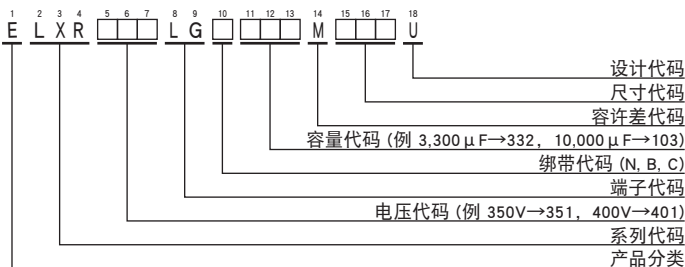 1 2 3 4 5 6 7 8 9 10 11 12 13 14 15 16 17 18
E L X R □□□ L G □ □□□ M □□□ U
设计代码
尺寸代码
容许差代码
容量代码 (例 3,300μF→332，10,000μF→103)
绑带代码 (N, B, C)
端子代码
电压代码 (例 350V→351，400V→401)
系列代码
产品分类